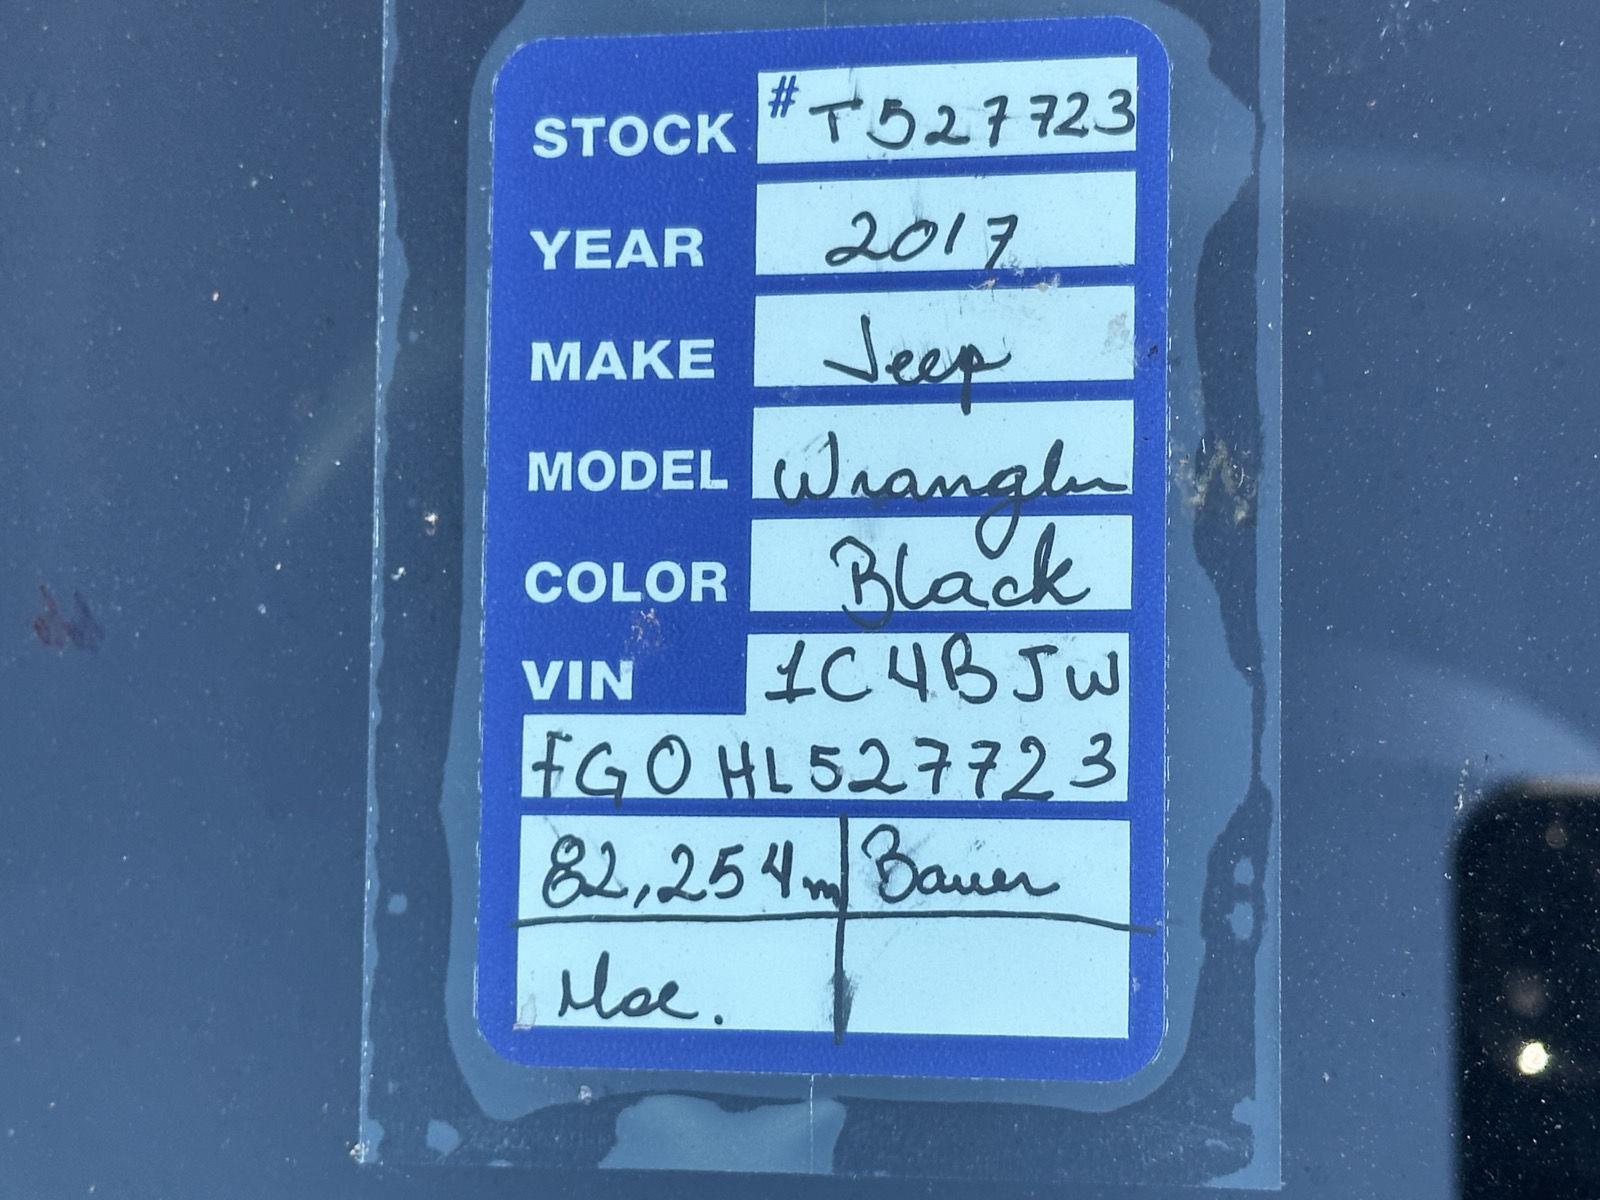 STOCK # T527723
YEAR 2017
MAKE Jeep
MODEL Wrangler
COLOR Black
VIN 1C4BJW
FG0HL527723
82,254m Bauer
Moe.